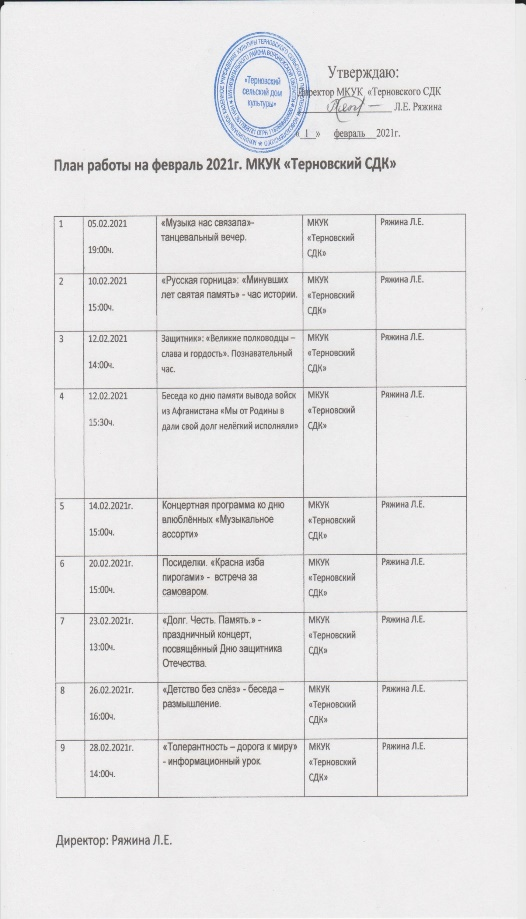 «Терновский
сельский дом
культуры»
Утверждаю:
Директор МКУК «Терновского СДК
Л.Е. Ряжина
« 1 » февраль 2021г.
План работы на февраль 2021г. МКУК «Терновский СДК»
1 05.02.2021 19:00ч. «Музыка нас связала»- МКУК Ряжина Л.Е.
танцевальный вечер. «Терновский
СДК»
2 10.02.2021 15:00ч. «Русская горница»: «Минувших МКУК Ряжина Л.Е.
лет святая память» - час истории. «Терновский
СДК»
3 12.02.2021 14:00ч. Защитник»: «Великие полководцы – МКУК Ряжина Л.Е.
слава и гордость». Познавательный «Терновский
час. СДК»
4 12.02.2021 15:30ч. Беседа ко дню памяти вывода войск МКУК Ряжина Л.Е.
из Афганистана «Мы от Родины в «Терновский
дали свой долг нелёгкий исполняли» СДК»
5 14.02.2021г. 15:00ч. Концертная программа ко дню МКУК Ряжина Л.Е.
влюблённых «Музыкальное «Терновский
ассорти» СДК»
6 20.02.2021г. 15:00ч. Посиделки. «Красна изба МКУК Ряжина Л.Е.
пирогами» - встреча за «Терновский
самоваром. СДК»
7 23.02.2021г. 13:00ч. «Долг. Честь. Память.» - МКУК Ряжина Л.Е.
праздничный концерт, «Терновский
посвящённый Дню защитника СДК»
Отечества.
8 26.02.2021г. 16:00ч. «Детство без слёз» - беседа – МКУК Ряжина Л.Е.
размышление. «Терновский
СДК»
9 28.02.2021г. 14:00ч. «Толерантность – дорога к миру» МКУК Ряжина Л.Е.
- информационный урок «Терновский
СДК»
Директор: Ряжина Л.Е.